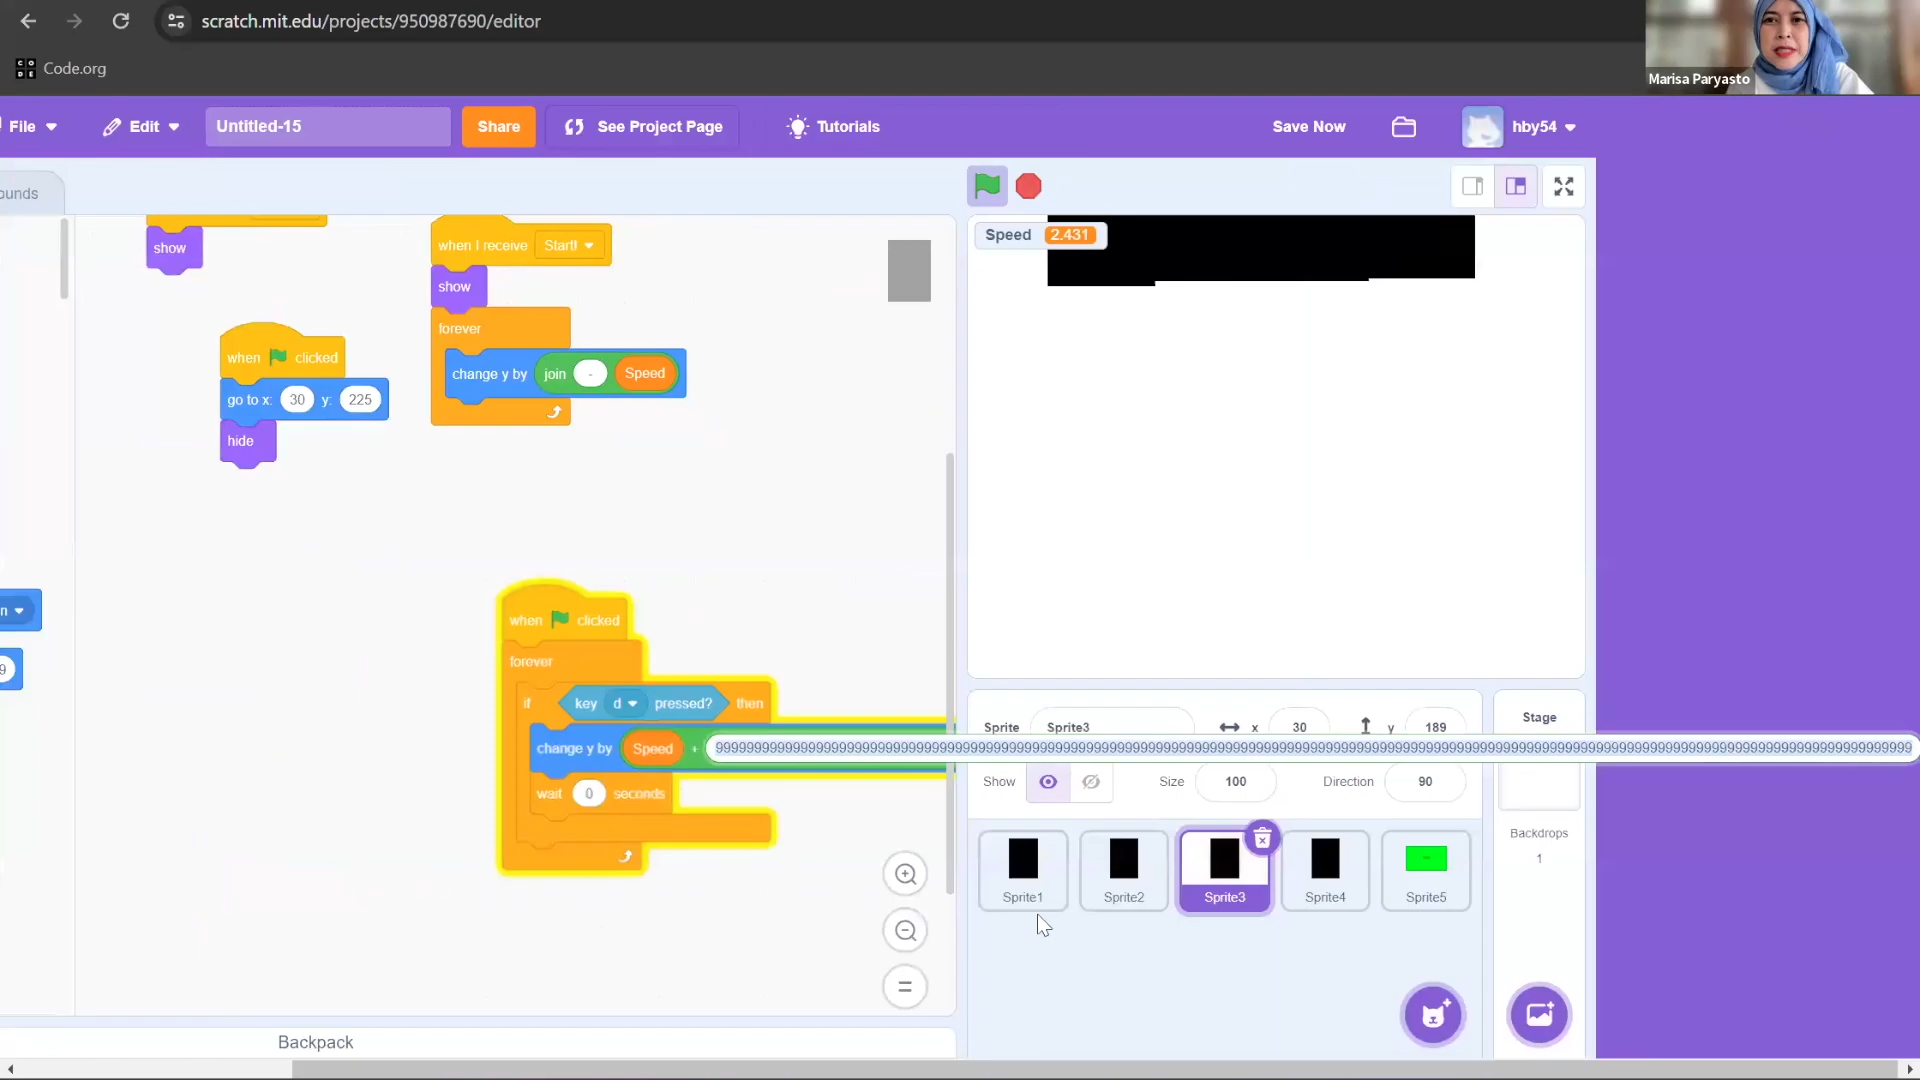 scratch.mit.edu/projects/950987690/editor
Code.org
Marisa Paryasto
File
Edit
Untitled-15
Share
See Project Page
Tutorials
Save Now
hby54
ounds
show
when I receive Start!
show
forever
change y by join - Speed
when clicked
go to x: 30 y: 225
hide
Speed 2.431
n
9
when clicked
forever
if key d pressed? then
change y by Speed +
wait 0 seconds
Sprite Sprite3 x 30 y 189
Show Size 100 Direction 90
Stage
Backdrops
1
Sprite1
Sprite2
Sprite3
Sprite4
Sprite5
Backpack